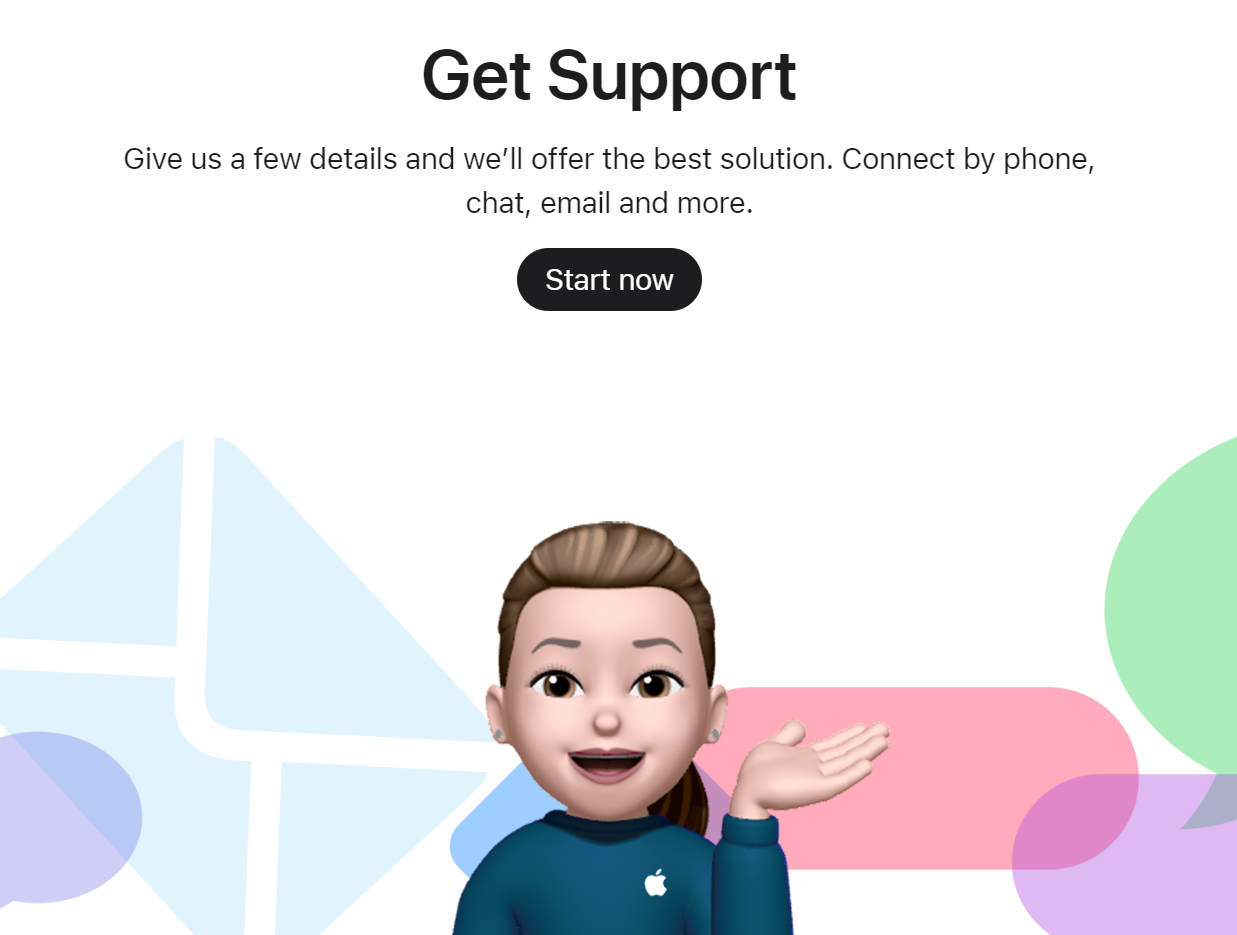 Get Support
Give us a few details and we’ll offer the best solution. Connect by phone,
chat, email and more.
Start now